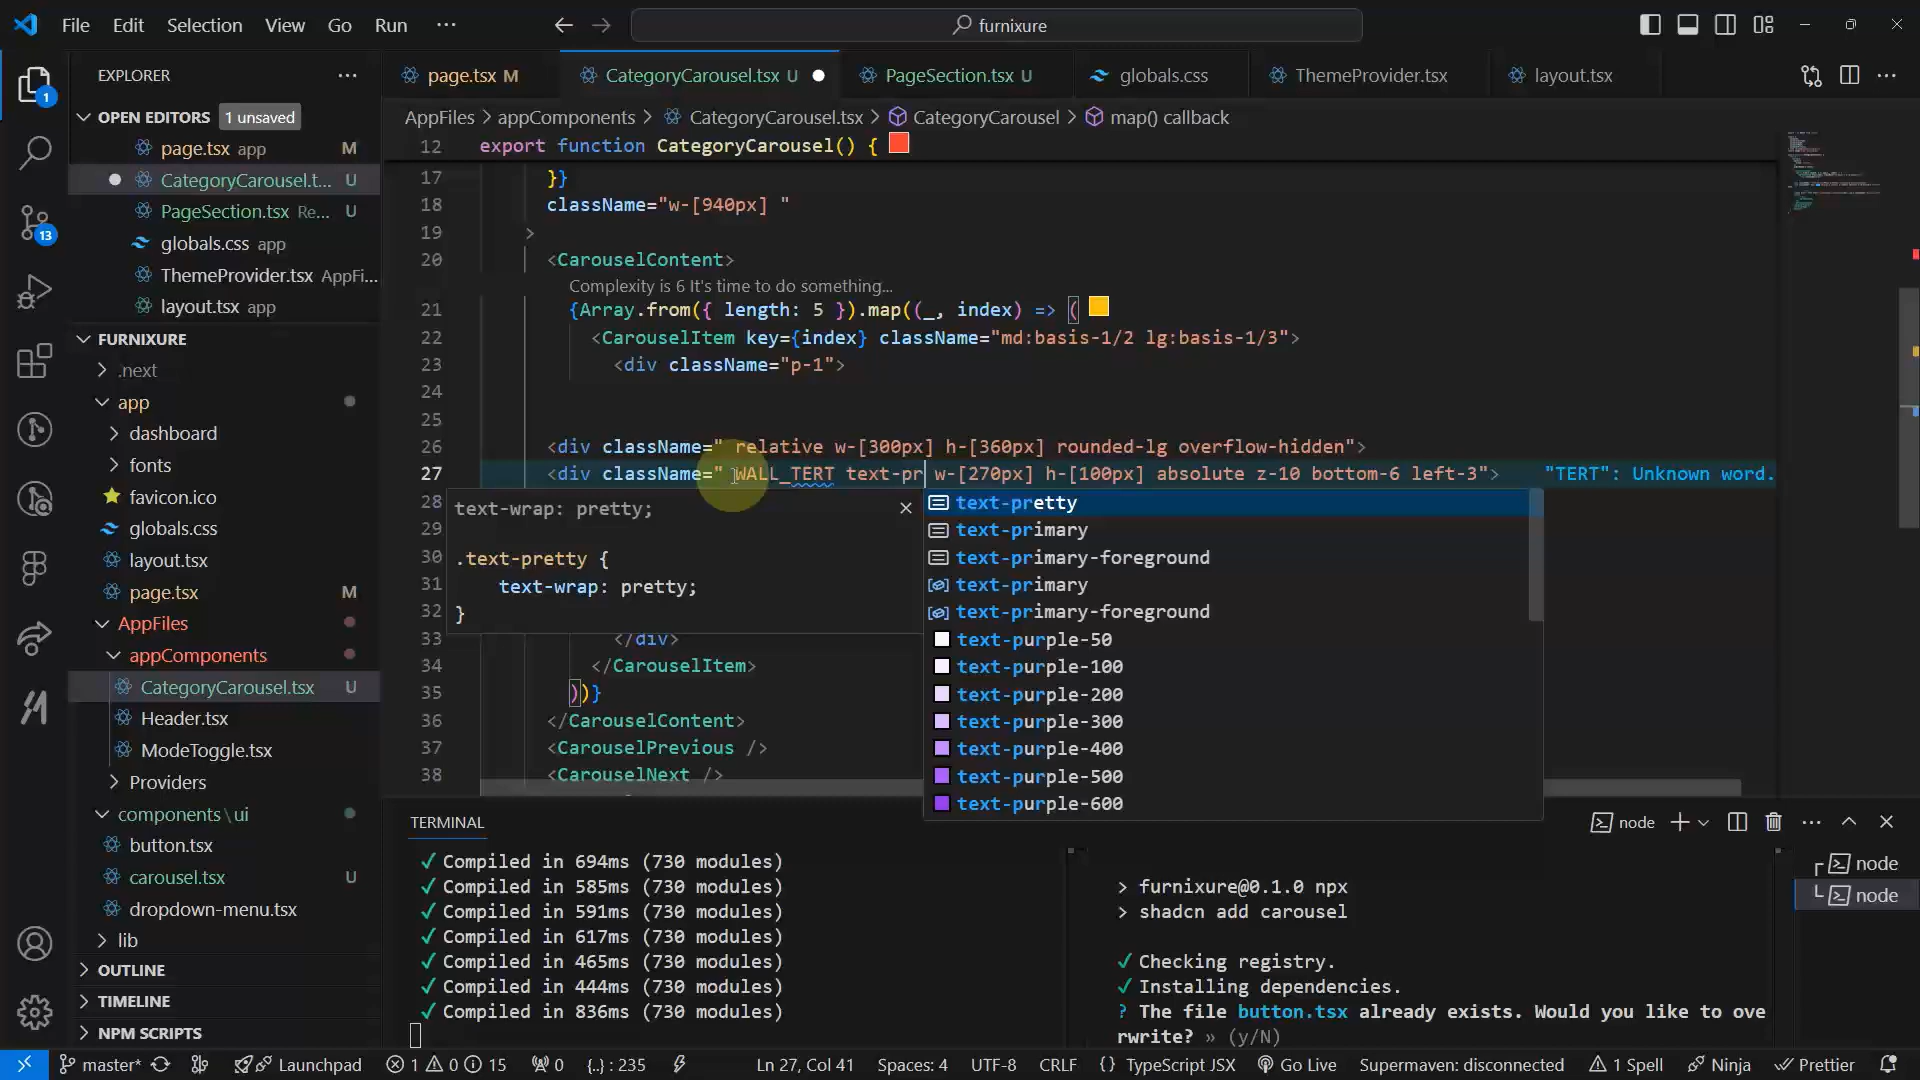 File Edit Selection View Go Run ··· furnixure
EXPLORER ···
OPEN EDITORS 1 unsaved
page.tsx app M
CategoryCarousel.t... U
PageSection.tsx Re... U
globals.css app
ThemeProvider.tsx AppFi...
layout.tsx app
FURNIXURE
.next
app
dashboard
fonts
favicon.ico
globals.css
layout.tsx
page.tsx M
AppFiles
appComponents
CategoryCarousel.tsx U
Header.tsx
ModeToggle.tsx
Providers
components\ui
button.tsx
carousel.tsx U
dropdown-menu.tsx
lib
OUTLINE
TIMELINE
NPM SCRIPTS
page.tsx M CategoryCarousel.tsx U PageSection.tsx U globals.css ThemeProvider.tsx layout.tsx
AppFiles > appComponents > CategoryCarousel.tsx > CategoryCarousel > map() callback
12 export function CategoryCarousel() {
17 }}
18 className="w-[940px] "
19 >
20 <CarouselContent>
Complexity is 6 It's time to do something...
21 {Array.from({ length: 5 }).map((_, index) => (
22 <CarouselItem key={index} className="md:basis-1/2 lg:basis-1/3">
23 <div className="p-1">
24
25
26 <div className=" relative w-[300px] h-[360px] rounded-lg overflow-hidden">
27 <div className=" WALL_TERT text-pr w-[270px] h-[100px] absolute z-10 bottom-6 left-3"> "TERT": Unknown word.
28
29
30
31
32
33 </div>
34 </CarouselItem>
35 ))}
36 </CarouselContent>
37 <CarouselPrevious />
38 <CarouselNext />
text-wrap: pretty;
.text-pretty {
text-wrap: pretty;
}
text-pretty
text-primary
text-primary-foreground
text-primary
text-primary-foreground
text-purple-50
text-purple-100
text-purple-200
text-purple-300
text-purple-400
text-purple-500
text-purple-600
TERMINAL
node
✓ Compiled in 694ms (730 modules)
✓ Compiled in 585ms (730 modules)
✓ Compiled in 591ms (730 modules)
✓ Compiled in 617ms (730 modules)
✓ Compiled in 465ms (730 modules)
✓ Compiled in 444ms (730 modules)
✓ Compiled in 836ms (730 modules)
> furnixure@0.1.0 npx
> shadcn add carousel
✓ Checking registry.
✓ Installing dependencies.
? The file button.tsx already exists. Would you like to ove
rwrite? » (y/N)
node
node
1
13
master* Launchpad 1 0 15 0 {..} : 235 Ln 27, Col 41 Spaces: 4 UTF-8 CRLF {} TypeScript JSX Go Live Supermaven: disconnected 1 Spell Ninja Prettier